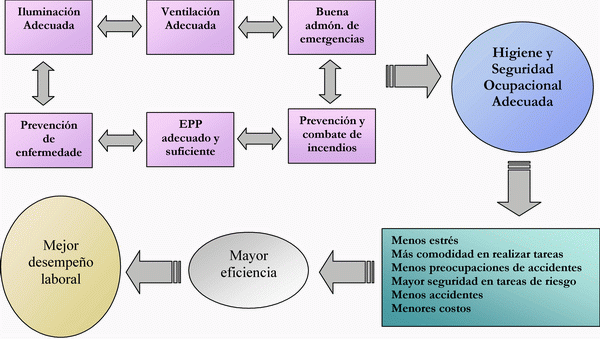 Iluminación
Adecuada
Ventilación
Adecuada
Buena
admón. de
emergencias
Higiene y
Seguridad
Ocupacional
Adecuada
Prevención
de
enfermedade
EPP
adecuado y
suficiente
Prevención y
combate de
incendios
Menos estrés
Más comodidad en realizar tareas
Menos preocupaciones de accidentes
Mayor seguridad en tareas de riesgo
Menos accidentes
Menores costos
Mayor
eficiencia
Mejor
desempeño
laboral